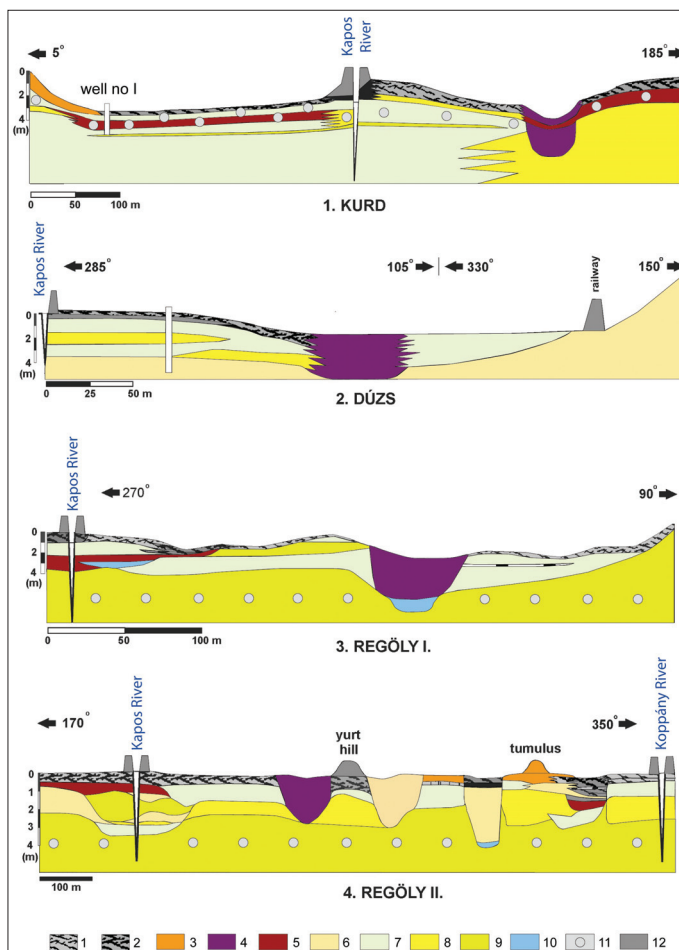 5° Kapos River 185°
0
2
4
(m)
well no I
0 50 100 m
1. KURD
Kapos River 285° 105° 330° railway 150°
0
2
4
(m)
0 25 50 m
2. DÚZS
Kapos River
270° 90°
0
2
4
(m)
0 50 100 m
3. REGÖLY I.
170° Kapos River yurt hill tumulus 350° Koppány River
0
1
2
3
4
(m)
100 m
4. REGÖLY II.
1 2 3 4 5 6 7 8 9 10 11 12